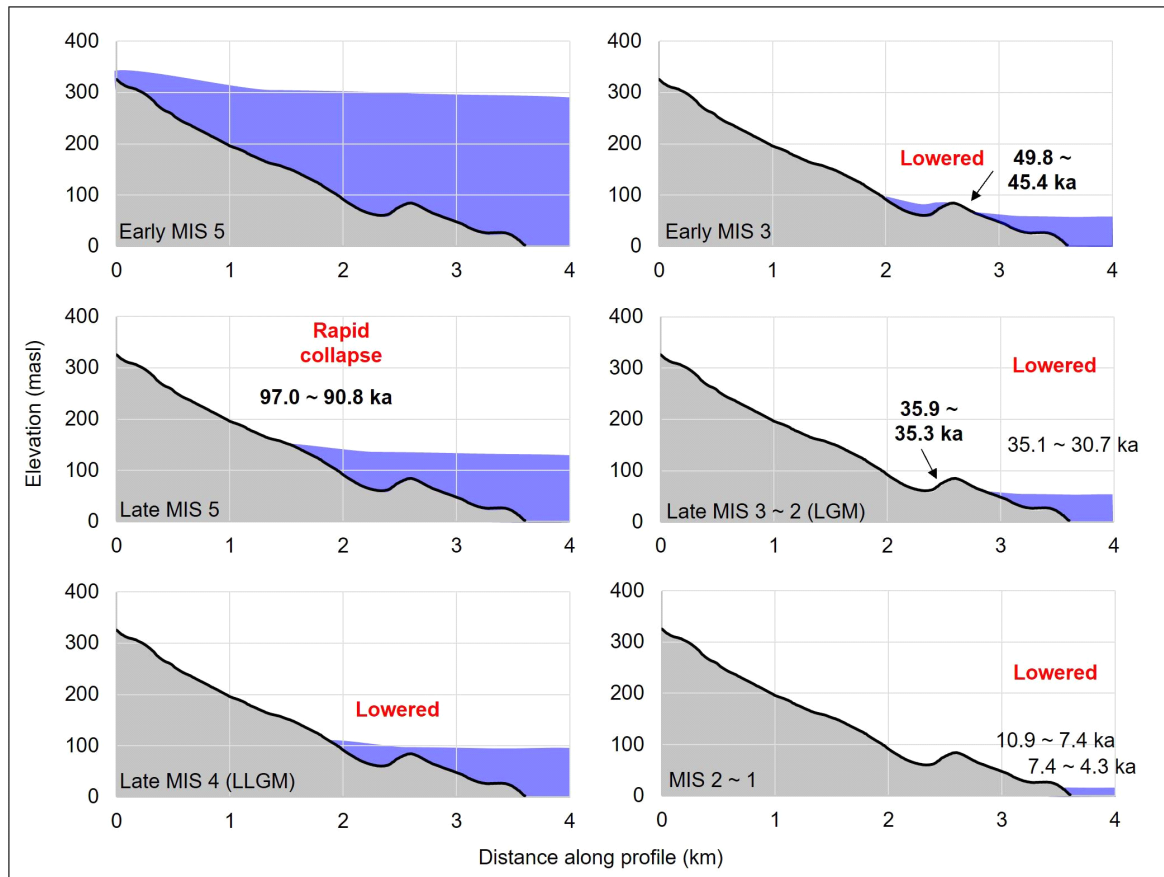 400
300
200
100
0
Early MIS 5
0 1 2 3 4
400
300
200
100
0
Lowered
49.8 ~
45.4 ka
Early MIS 3
0 1 2 3 4
Elevation (masl)
400
300
200
100
0
Rapid
collapse
97.0 ~ 90.8 ka
Late MIS 5
0 1 2 3 4
400
300
200
100
0
Lowered
35.9 ~
35.3 ka
35.1 ~ 30.7 ka
Late MIS 3 ~ 2 (LGM)
0 1 2 3 4
400
300
200
100
0
Lowered
Late MIS 4 (LLGM)
0 1 2 3 4
400
300
200
100
0
Lowered
10.9 ~ 7.4 ka
7.4 ~ 4.3 ka
MIS 2 ~ 1
0 1 2 3 4
Distance along profile (km)